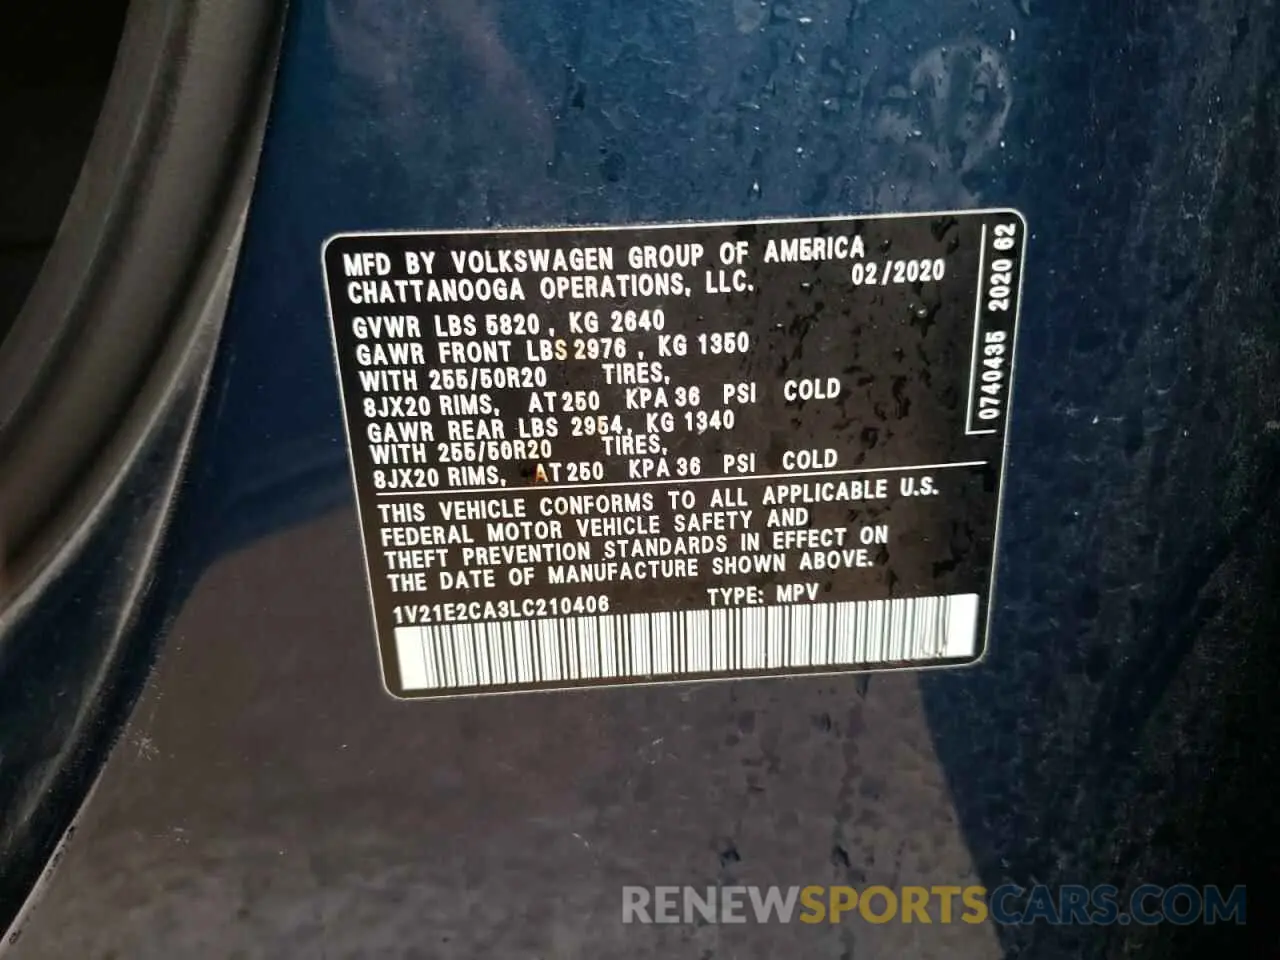 MFD BY VOLKSWAGEN GROUP OF AMERICA
CHATTANOOGA OPERATIONS, LLC. 02/2020
GVWR LBS 5820 , KG 2640
GAWR FRONT LBS 2976 , KG 1350
WITH 255/50R20 TIRES,
8JX20 RIMS, AT 250 KPA 36 PSI COLD
GAWR REAR LBS 2954, KG 1340
WITH 255/50R20 TIRES,
8JX20 RIMS, AT 250 KPA 36 PSI COLD
THIS VEHICLE CONFORMS TO ALL APPLICABLE U.S.
FEDERAL MOTOR VEHICLE SAFETY AND
THEFT PREVENTION STANDARDS IN EFFECT ON
THE DATE OF MANUFACTURE SHOWN ABOVE.
1V21E2CA3LC210406 TYPE: MPV
0740435 2020 62
RENEWSPORTSCARS.COM